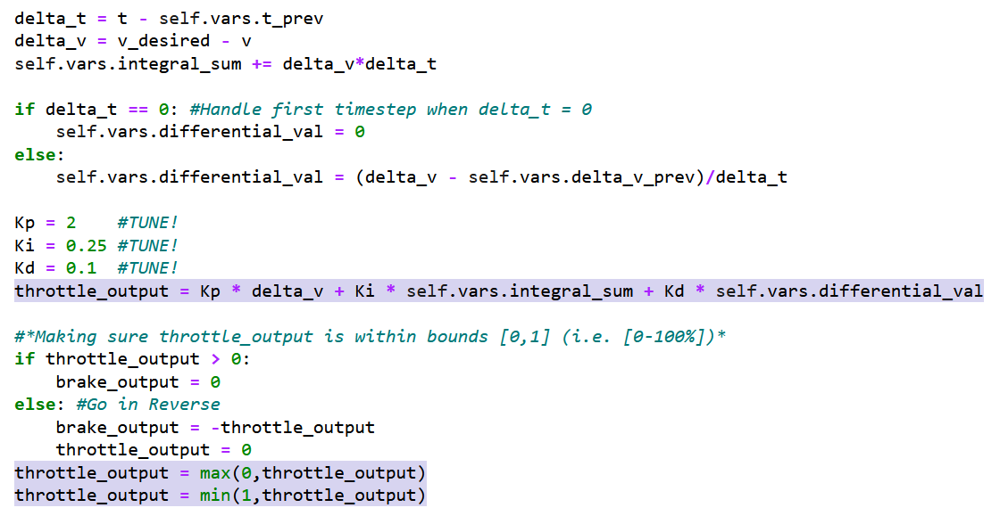 delta_t = t - self.vars.t_prev
delta_v = v_desired - v
self.vars.integral_sum += delta_v*delta_t
if delta_t == 0: #Handle first timestep when delta_t = 0
    self.vars.differential_val = 0
else:
    self.vars.differential_val = (delta_v - self.vars.delta_v_prev)/delta_t
Kp = 2    #TUNE!
Ki = 0.25 #TUNE!
Kd = 0.1  #TUNE!
throttle_output = Kp * delta_v + Ki * self.vars.integral_sum + Kd * self.vars.differential_val
#*Making sure throttle_output is within bounds [0,1] (i.e. [0-100%])*
if throttle_output > 0:
    brake_output = 0
else: #Go in Reverse
    brake_output = -throttle_output
    throttle_output = 0
throttle_output = max(0,throttle_output)
throttle_output = min(1,throttle_output)